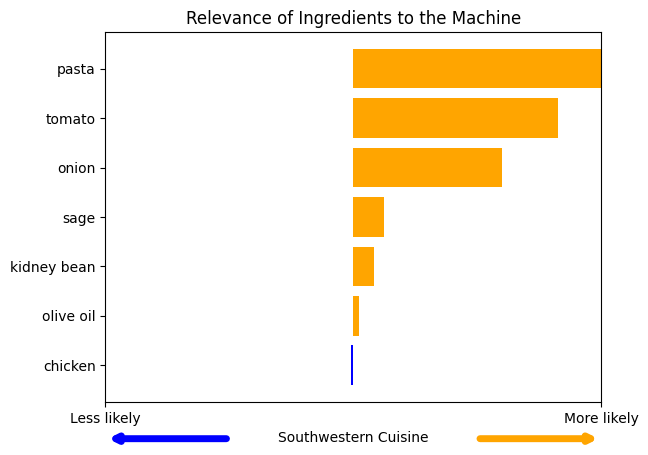 Relevance of Ingredients to the Machine
pasta
tomato
onion
sage
kidney bean
olive oil
chicken
Less likely
More likely
Southwestern Cuisine